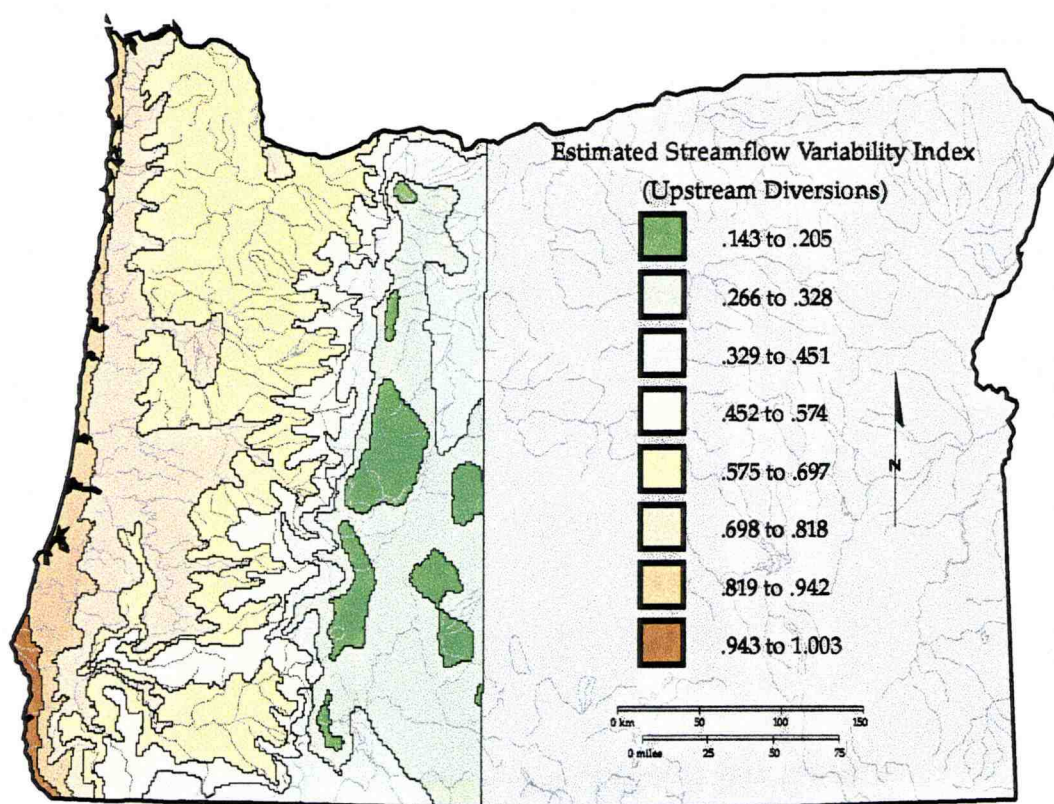 Estimated Streamflow Variability Index
(Upstream Diversions)
.143 to .205
.266 to .328
.329 to .451
.452 to .574
.575 to .697
.698 to .818
.819 to .942
.943 to 1.003
N
0 km 50 100 150
0 miles 25 50 75